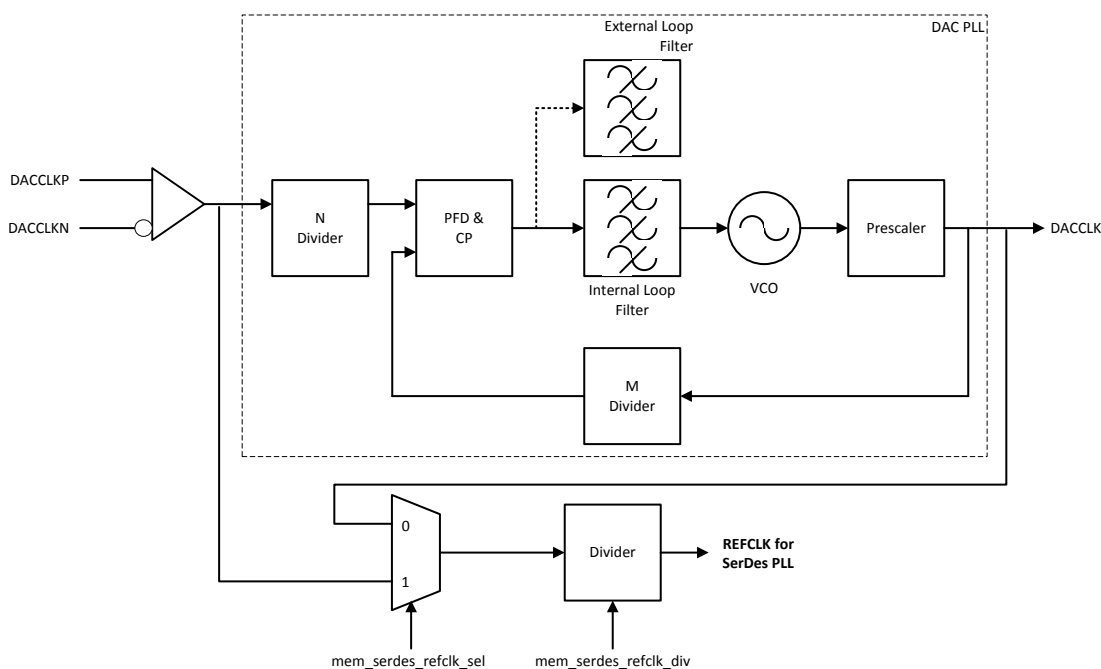 External Loop
Filter
DAC PLL
DACCLKP
DACCLKN
N
Divider
PFD &
CP
Prescaler
DACCLK
Internal Loop
Filter
VCO
M
Divider
0
1
Divider
REFCLK for
SerDes PLL
mem_serdes_refclk_sel
mem_serdes_refclk_div